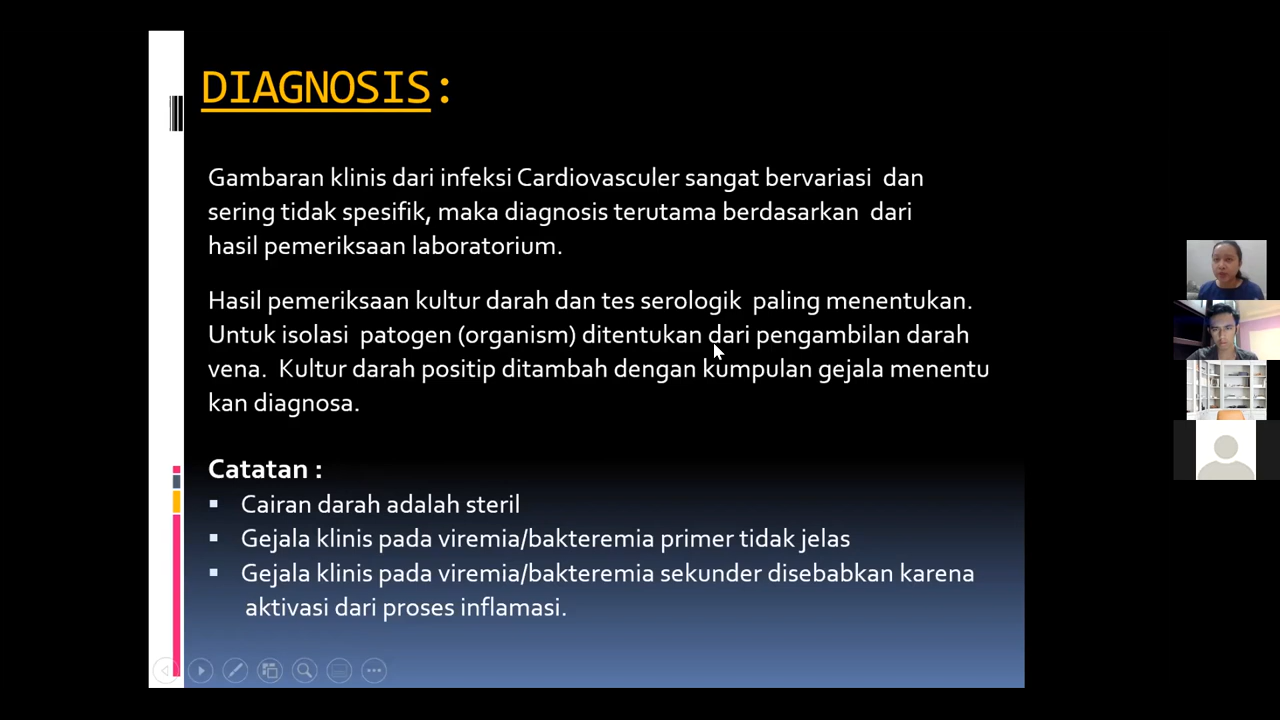 DIAGNOSIS:
Gambaran klinis dari infeksi Cardiovasculer sangat bervariasi dan
sering tidak spesifik, maka diagnosis terutama berdasarkan dari
hasil pemeriksaan laboratorium.
Hasil pemeriksaan kultur darah dan tes serologik paling menentukan.
Untuk isolasi patogen (organism) ditentukan dari pengambilan darah
vena. Kultur darah positip ditambah dengan kumpulan gejala menentu
kan diagnosa.
Catatan :
▪ Cairan darah adalah steril
▪ Gejala klinis pada viremia/bakteremia primer tidak jelas
▪ Gejala klinis pada viremia/bakteremia sekunder disebabkan karena
aktivasi dari proses inflamasi.